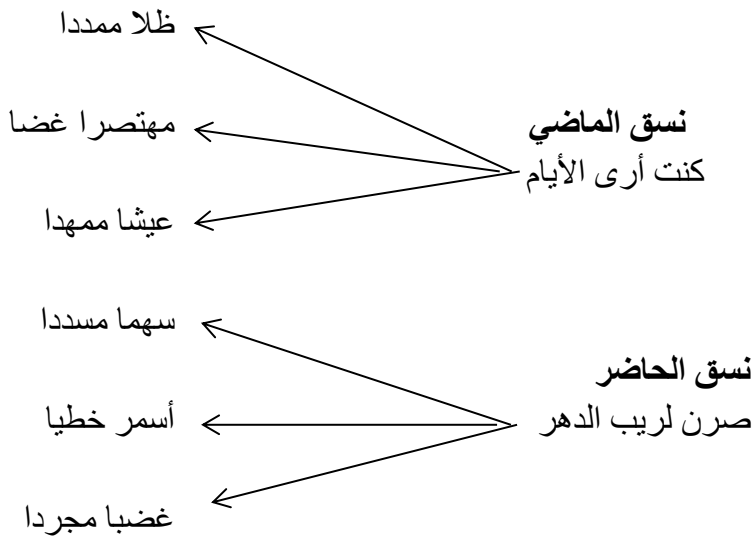 ظلا ممددا
نسق الماضي
مهتصرا غضا
كنت أرى الأيام
عيشا ممهدا
سهما مسددا
نسق الحاضر
أسمر خطيا
صرن لريب الدهر
غضبا مجردا